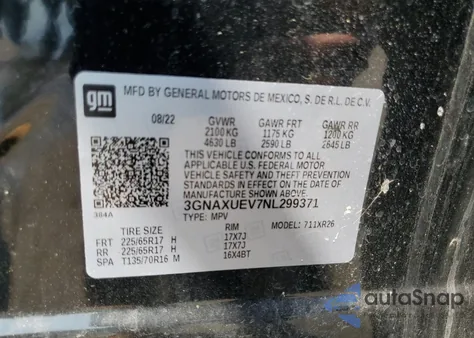 gm MFD BY GENERAL MOTORS DE MEXICO, S. DE R.L. DE C.V.
08/22 GVWR GAWR FRT GAWR RR
2100 KG 1175 KG 1200 KG
4630 LB 2590 LB 2645 LB
THIS VEHICLE CONFORMS TO ALL
APPLICABLE U.S. FEDERAL MOTOR
VEHICLE SAFETY, BUMPER, AND
THEFT PREVENTION STANDARDS IN
EFFECT ON THE DATE OF
MANUFACTURE SHOWN ABOVE.
384A
3GNAXUEV7NL299371
TYPE: MPV MODEL: 711XR26
TIRE SIZE RIM
FRT 225/65R17 H 17X7J
RR 225/65R17 H 17X7J
SPA T135/70R16 M 16X4BT
autoSnap